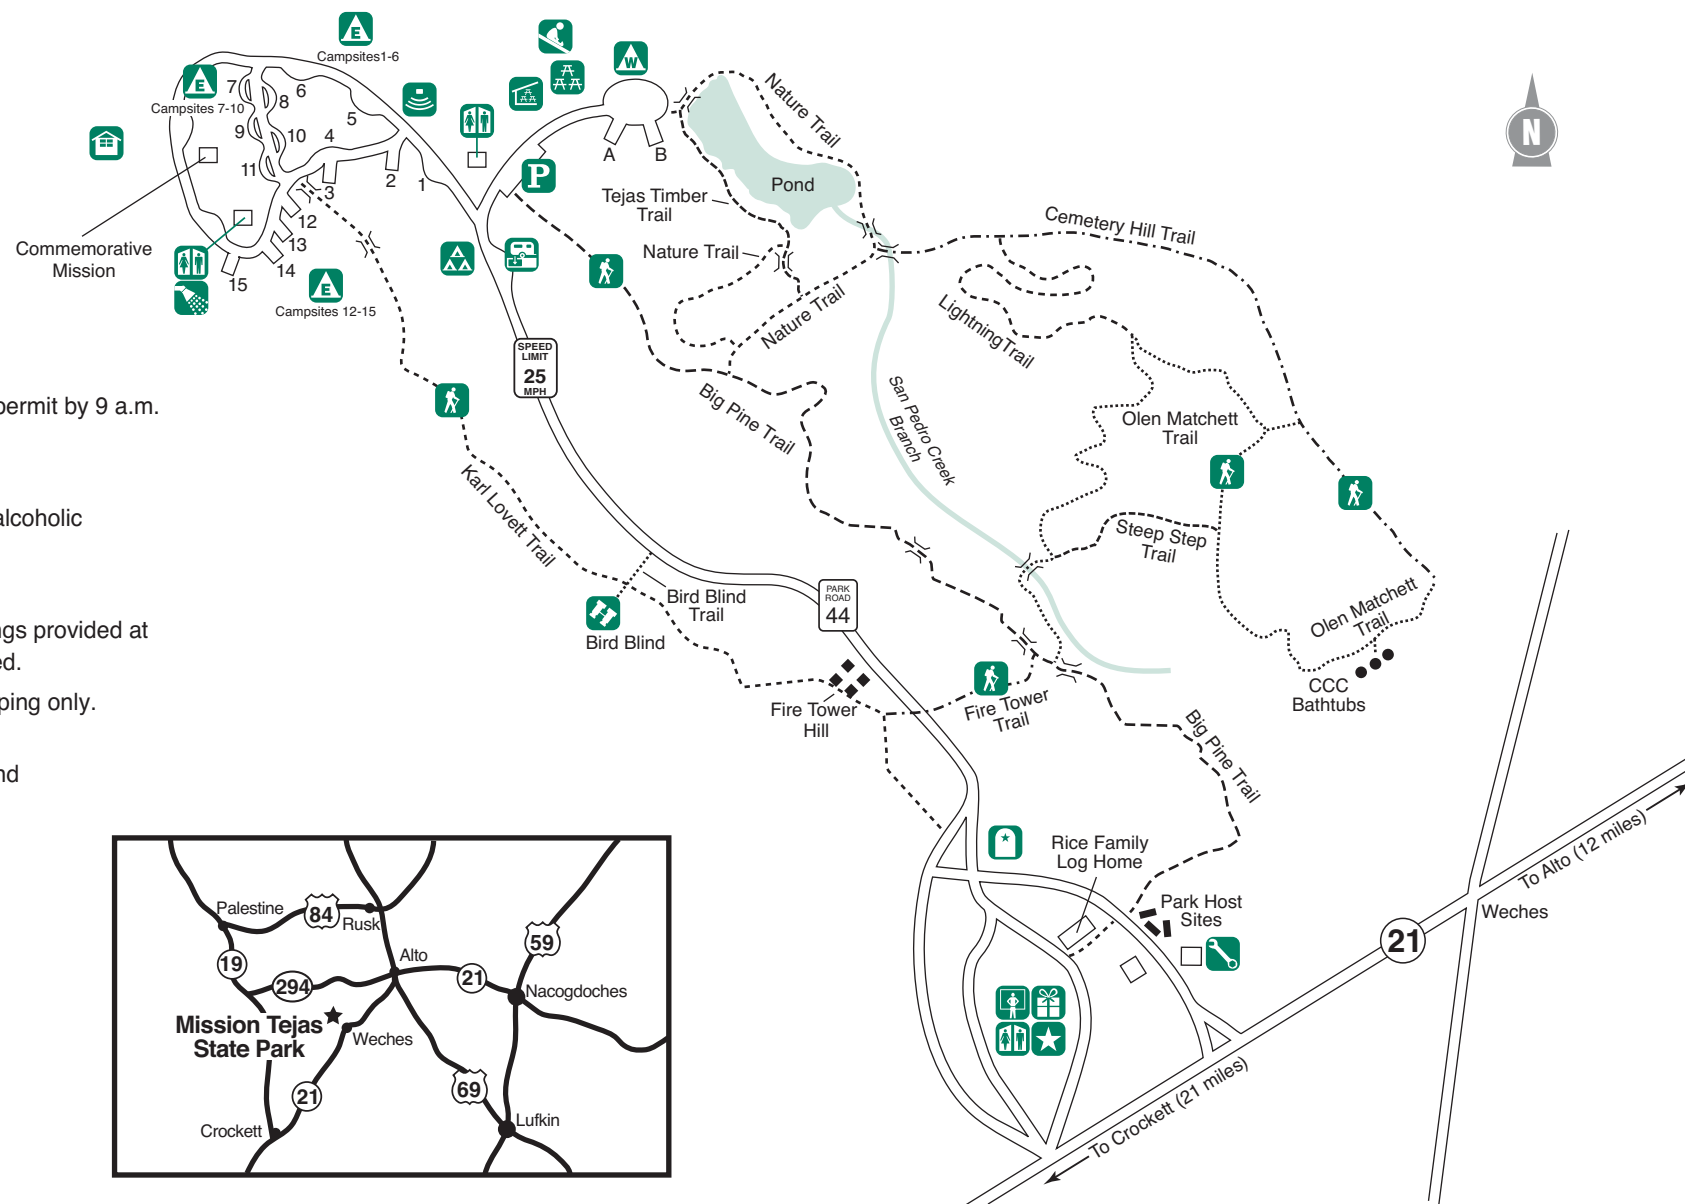 E
Campsites1-6
E
Campsites 7-10
W
A
B
7
6
8
5
9
10
4
11
3
2
1
12
13
14
15
P
E
Campsites 12-15
Commemorative
Mission
Nature Trail
Pond
Tejas Timber
Trail
Nature Trail
Nature Trail
N
Cemetery Hill Trail
LightningTrail
SPEED
LIMIT
25
MPH
Big Pine Trail
San Pedro Creek
Branch
Olen Matchett
Trail
Karl Lovett Trail
Steep Step
Trail
Olen Matchett
Trail
CCC
Bathtubs
Bird Blind
Trail
Bird Blind
PARK
ROAD
44
Fire Tower
Hill
Fire Tower
Trail
Big Pine Trail
Rice Family
Log Home
Park Host
Sites
To Alto (12 miles)
Weches
21
To Crockett (21 miles)
permit by 9 a.m.
alcoholic
ngs provided at
ed.
ping only.
nd
Palestine
84
Rusk
19
294
Alto
21
59
Nacogdoches
Mission Tejas
State Park
Weches
21
69
Crockett
Lufkin